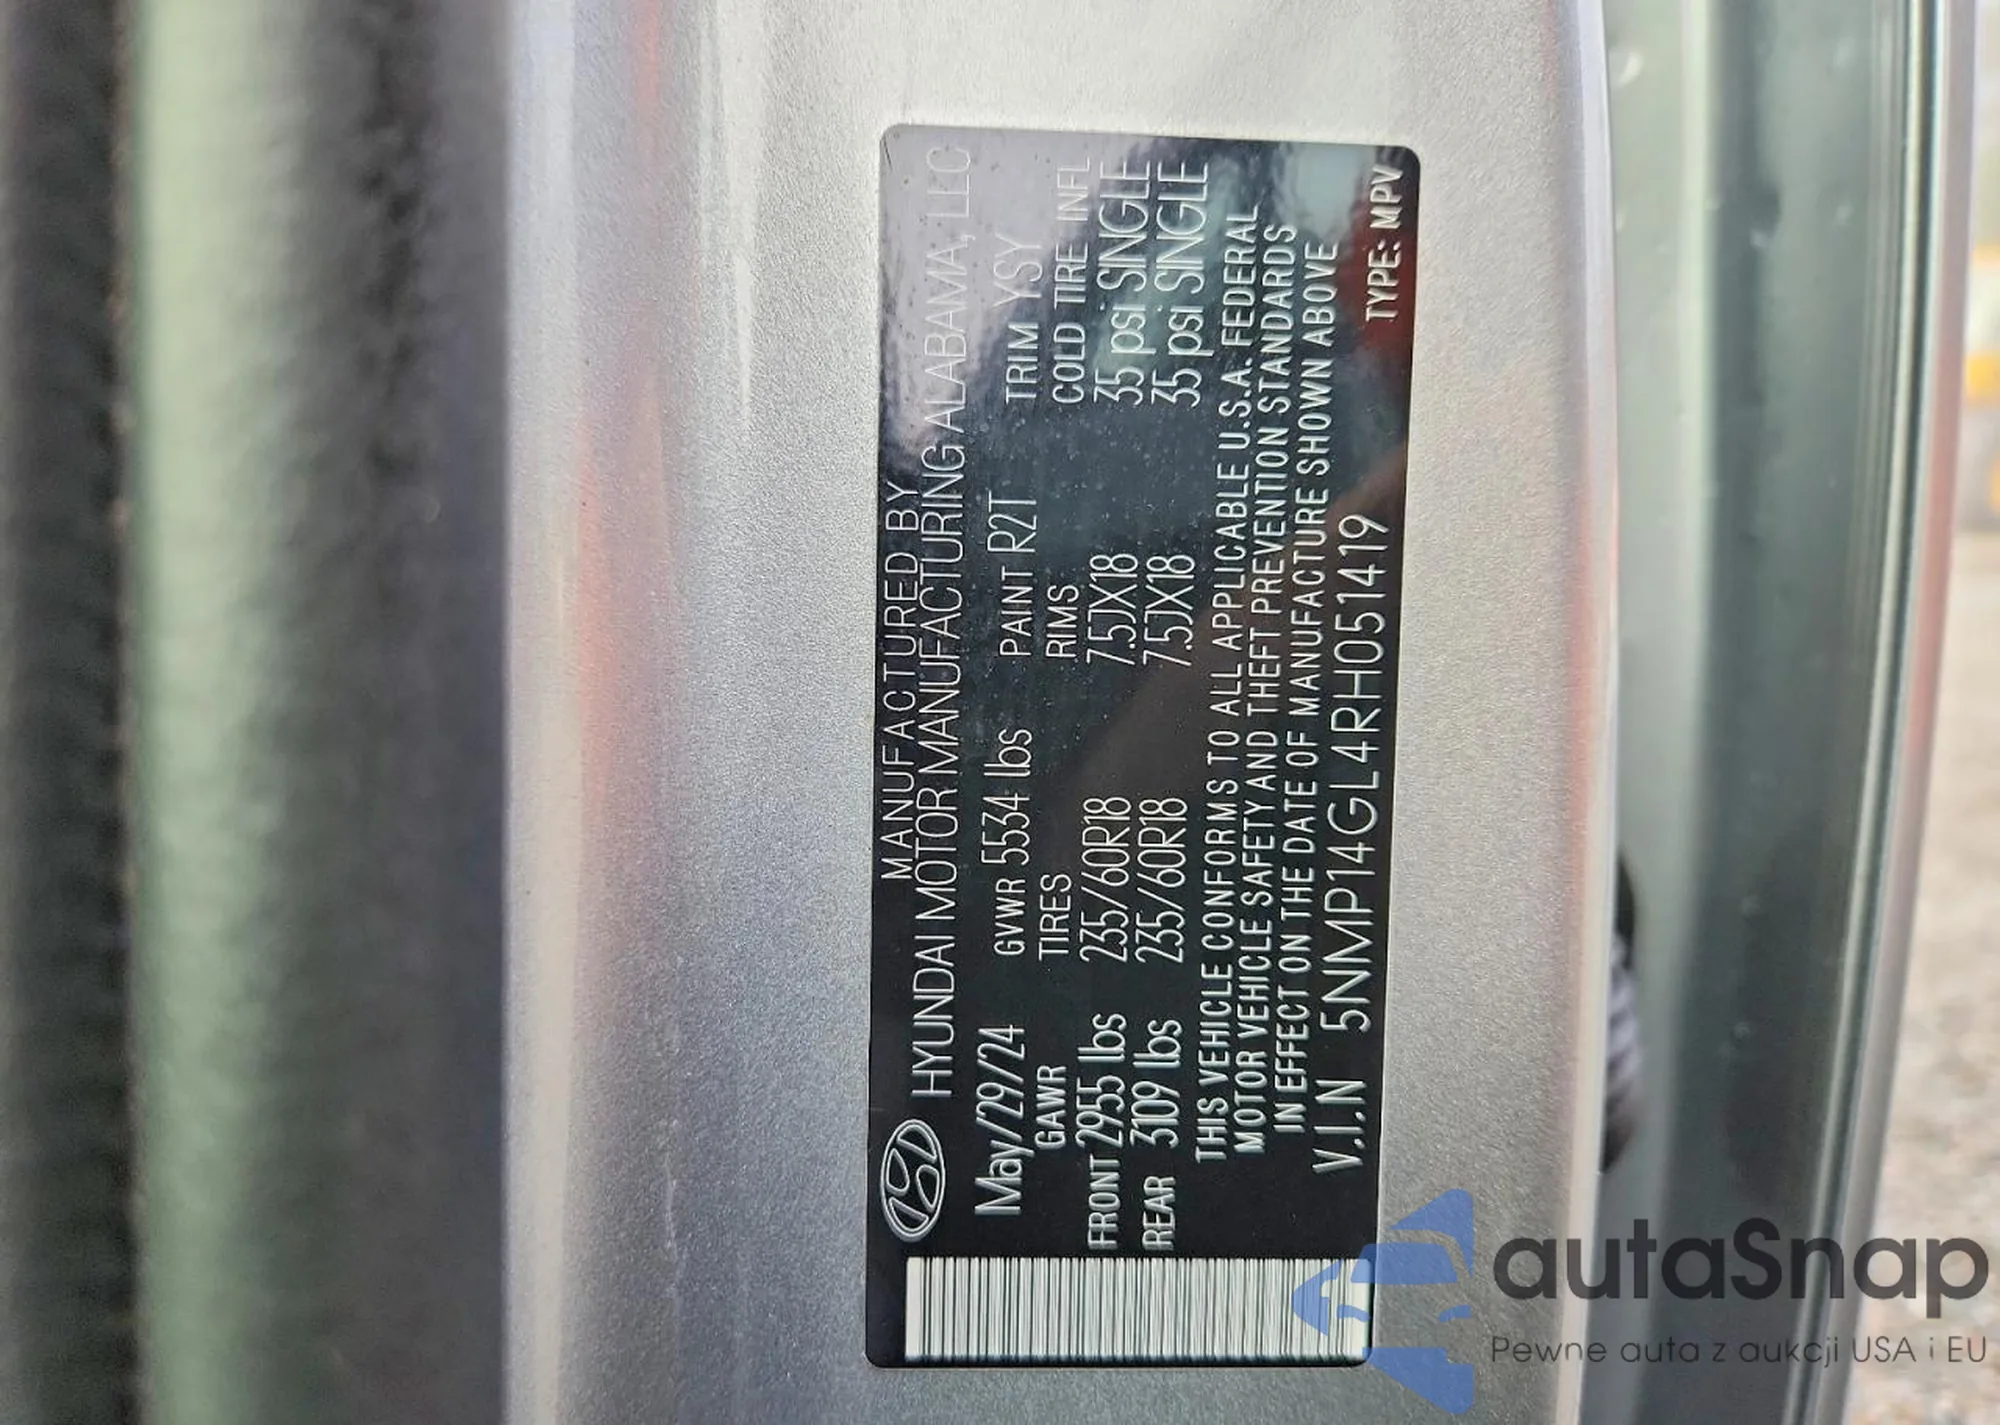 MANUFACTURED BY
HYUNDAI MOTOR MANUFACTURING ALABAMA, LLC
May/29/24 GVWR 5534 lbs PAINT R2T TRIM YSY
GAWR TIRES RIMS COLD TIRE INFL
FRONT 2955 lbs 235/60R18 7.5JX18 35 psi SINGLE
REAR 3109 lbs 235/60R18 7.5JX18 35 psi SINGLE
THIS VEHICLE CONFORMS TO ALL APPLICABLE U.S.A. FEDERAL
MOTOR VEHICLE SAFETY AND THEFT PREVENTION STANDARDS
IN EFFECT ON THE DATE OF MANUFACTURE SHOWN ABOVE
V.I.N 5NMP14GL4RH051419 TYPE: MPV
autaSnap
Pewne auta z aukcji USA i EU